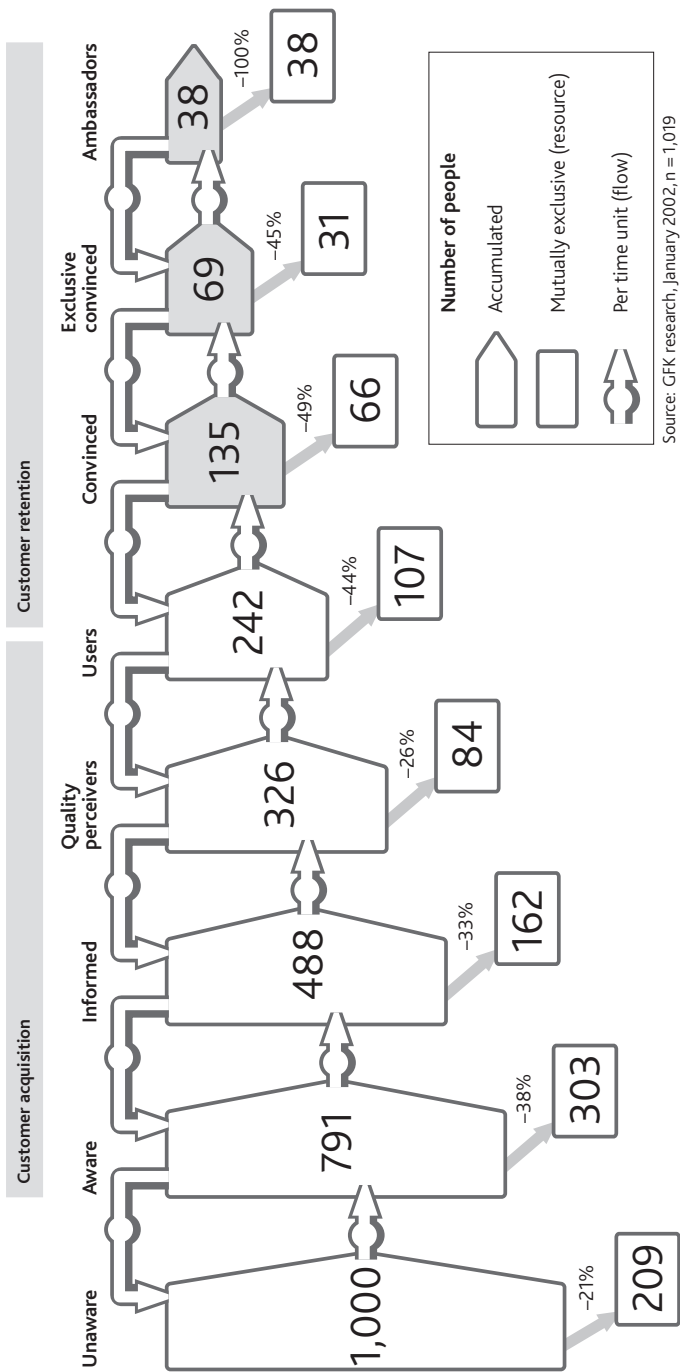 Customer acquisition
Customer retention
Unaware
Aware
Informed
Quality
perceivers
Users
Convinced
Exclusive
convinced
Ambassadors
1,000
791
488
326
242
135
69
38
–21%
–38%
–33%
–26%
–44%
–49%
–45%
–100%
209
303
162
84
107
66
31
38
Number of people
Accumulated
Mutually exclusive (resource)
Per time unit (flow)
Source: GFK research, January 2002, n = 1,019